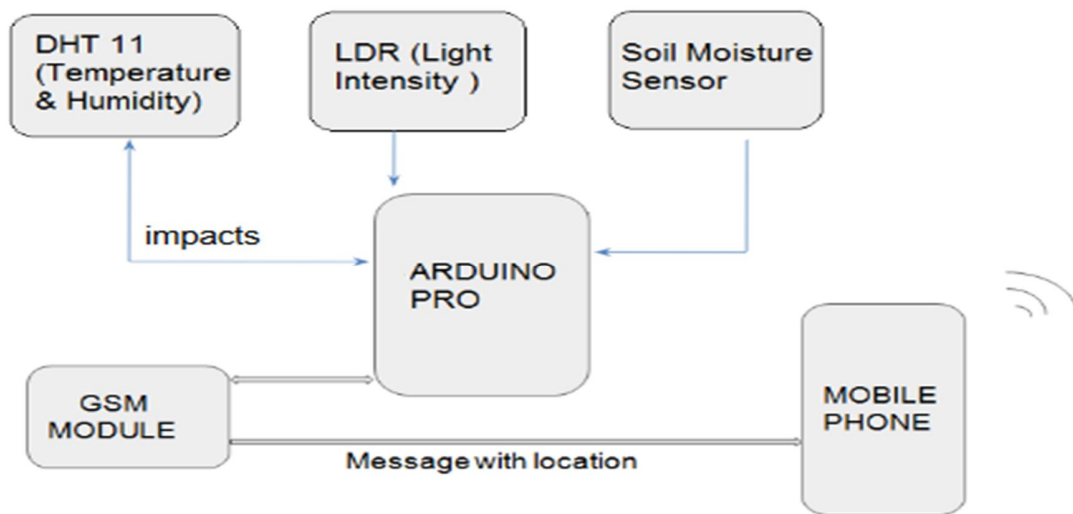 DHT 11
(Temperature
& Humidity)
LDR (Light
Intensity )
Soil Moisture
Sensor
impacts
ARDUINO
PRO
GSM
MODULE
MOBILE
PHONE
Message with location